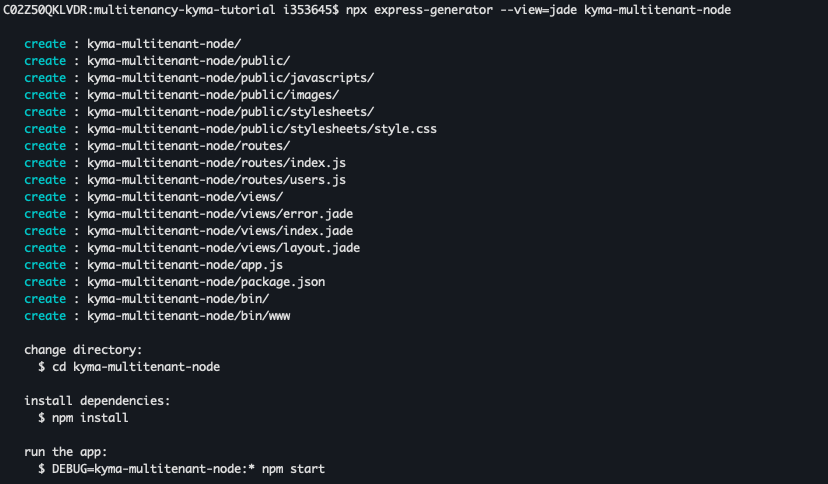 C02Z50QKLVDR:multitenancy-kyma-tutorial i353645$ npx express-generator --view=jade kyma-multitenant-node
create : kyma-multitenant-node/
create : kyma-multitenant-node/public/
create : kyma-multitenant-node/public/javascripts/
create : kyma-multitenant-node/public/images/
create : kyma-multitenant-node/public/stylesheets/
create : kyma-multitenant-node/public/stylesheets/style.css
create : kyma-multitenant-node/routes/
create : kyma-multitenant-node/routes/index.js
create : kyma-multitenant-node/routes/users.js
create : kyma-multitenant-node/views/
create : kyma-multitenant-node/views/error.jade
create : kyma-multitenant-node/views/index.jade
create : kyma-multitenant-node/views/layout.jade
create : kyma-multitenant-node/app.js
create : kyma-multitenant-node/package.json
create : kyma-multitenant-node/bin/
create : kyma-multitenant-node/bin/www
change directory:
$ cd kyma-multitenant-node
install dependencies:
$ npm install
run the app:
$ DEBUG=kyma-multitenant-node:* npm start